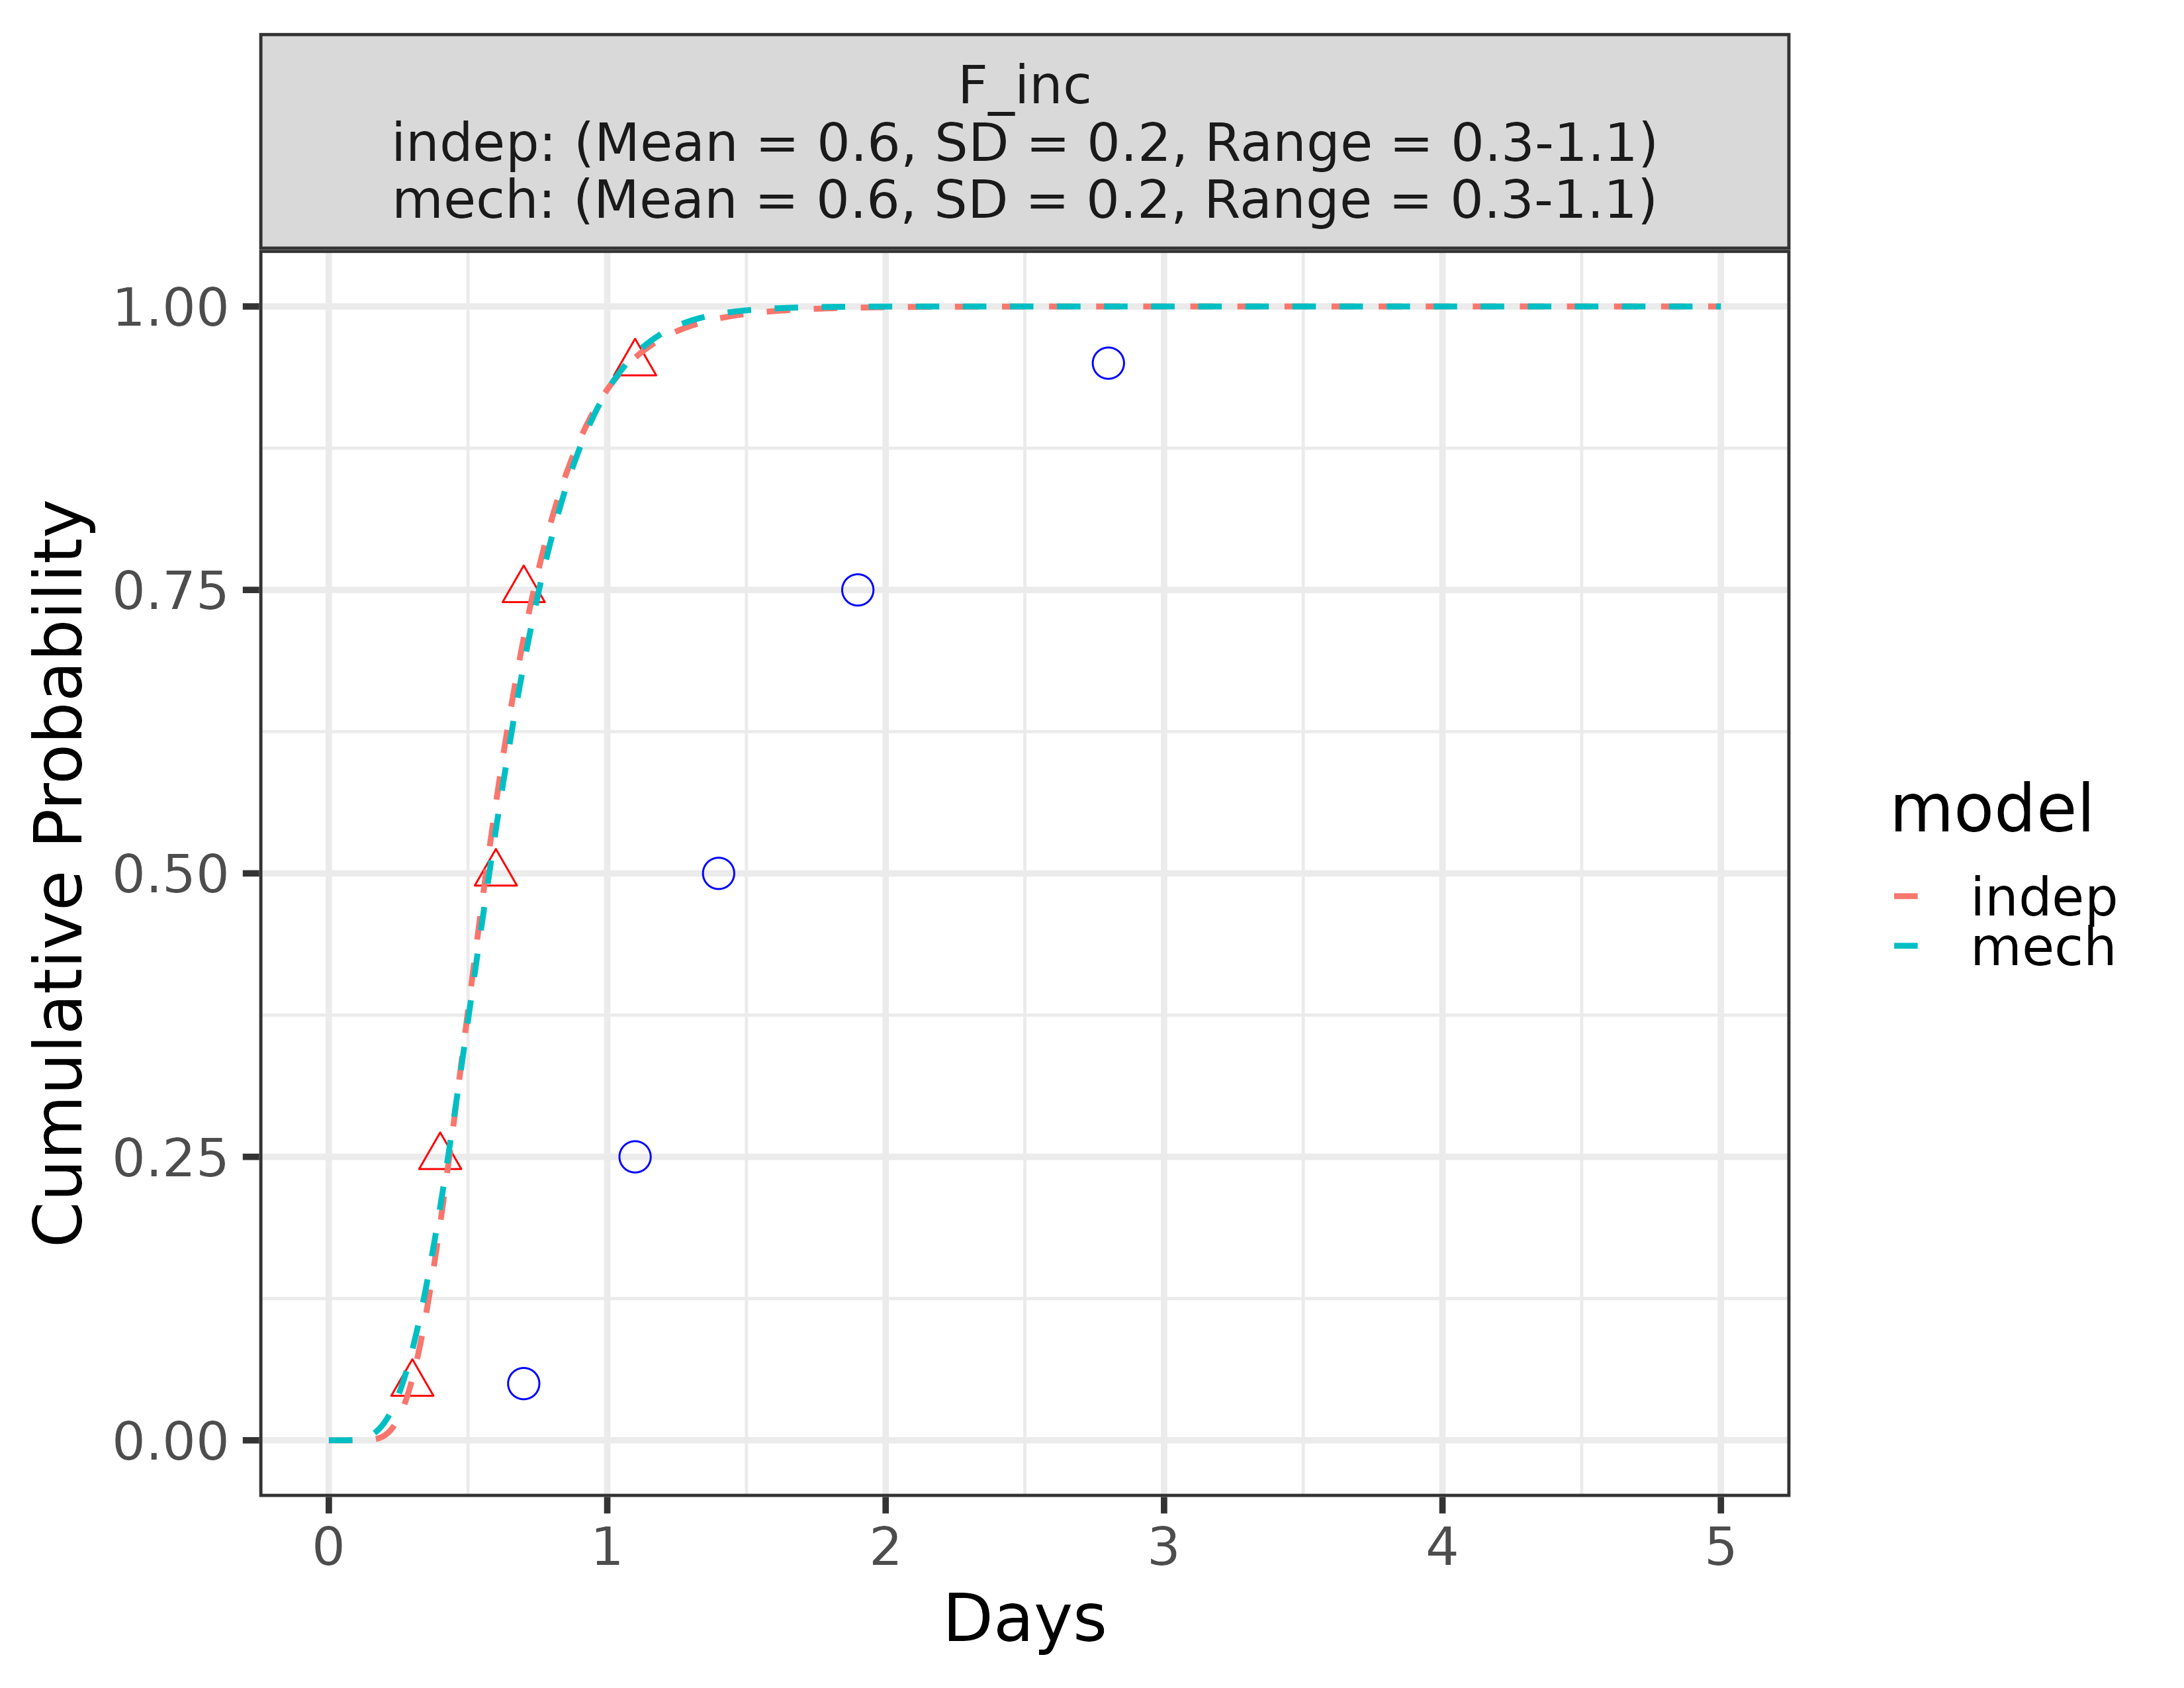 F_inc
indep: (Mean = 0.6, SD = 0.2, Range = 0.3-1.1)
mech: (Mean = 0.6, SD = 0.2, Range = 0.3-1.1)
Cumulative Probability
1.00
0.75
0.50
0.25
0.00
0 1 2 3 4 5
Days
model
indep
mech